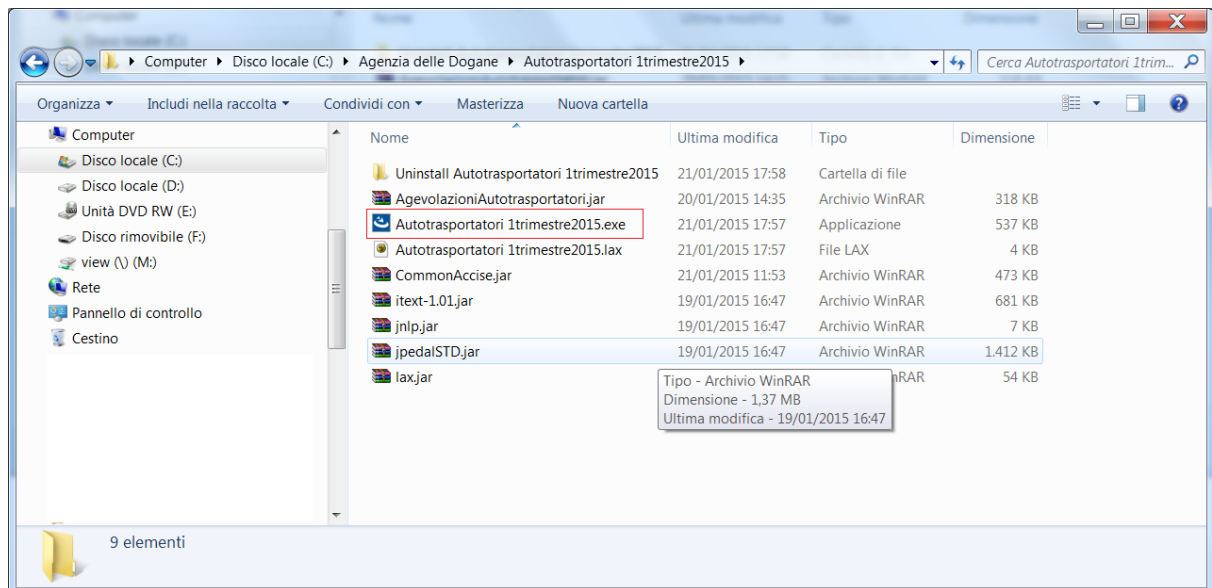 Computer ▸ Disco locale (C:) ▸ Agenzia delle Dogane ▸ Autotrasportatori 1trimestre2015 ▸
Cerca Autotrasportatori 1trim...
Organizza Includi nella raccolta Condividi con Masterizza Nuova cartella
Computer
Disco locale (C:)
Disco locale (D:)
Unità DVD RW (E:)
Disco rimovibile (F:)
view (\) (M:)
Rete
Pannello di controllo
Cestino
Nome Ultima modifica Tipo Dimensione
Uninstall Autotrasportatori 1trimestre2015 21/01/2015 17:58 Cartella di file
AgevolazioniAutotrasportatori.jar 20/01/2015 14:35 Archivio WinRAR 318 KB
Autotrasportatori 1trimestre2015.exe 21/01/2015 17:57 Applicazione 537 KB
Autotrasportatori 1trimestre2015.lax 21/01/2015 17:57 File LAX 4 KB
CommonAccise.jar 21/01/2015 11:53 Archivio WinRAR 473 KB
itext-1.01.jar 19/01/2015 16:47 Archivio WinRAR 681 KB
jnlp.jar 19/01/2015 16:47 Archivio WinRAR 7 KB
jpedalSTD.jar 19/01/2015 16:47 Archivio WinRAR 1.412 KB
lax.jar nRAR 54 KB
Tipo - Archivio WinRAR
Dimensione - 1,37 MB
Ultima modifica - 19/01/2015 16:47
9 elementi